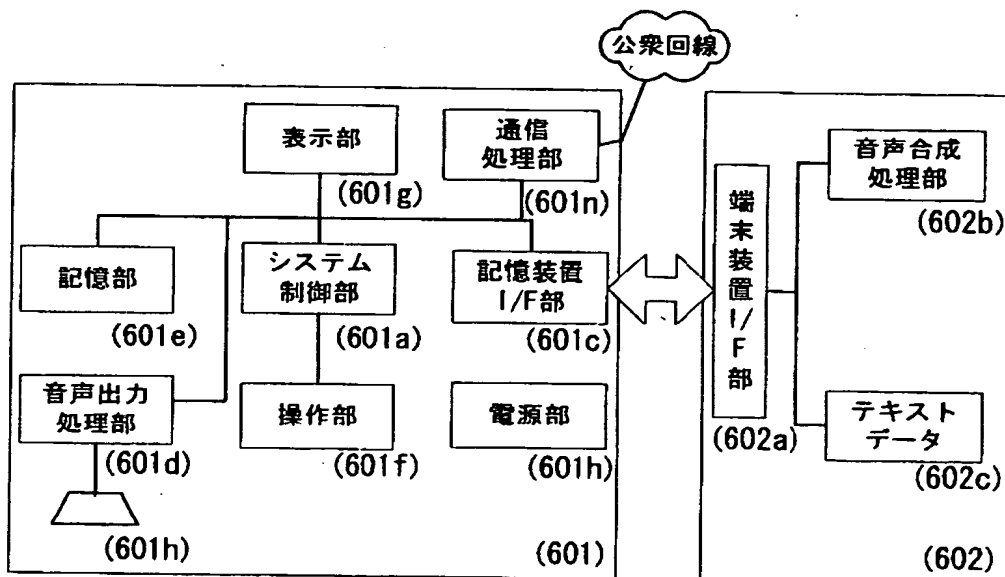 公衆回線
表示部
(601g)
通信
処理部
(601n)
記憶部
(601e)
システム
制御部
(601a)
記憶装置
I/F部
(601c)
音声出力
処理部
(601d)
操作部
(601f)
電源部
(601h)
(601h)
(601)
端末装置I/F部
(602a)
音声合成
処理部
(602b)
テキスト
データ
(602c)
(602)